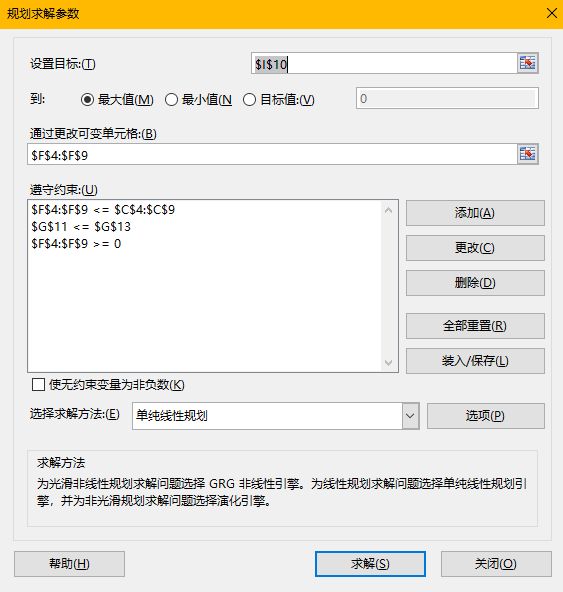 规划求解参数
设置目标:(T)
$I$10
到:
最大值(M)
最小值(N
目标值:(V)
0
通过更改可变单元格:(B)
$F$4:$F$9
遵守约束:(U)
$F$4:$F$9 <= $C$4:$C$9
$G$11 <= $G$13
$F$4:$F$9 >= 0
添加(A)
更改(C)
删除(D)
全部重置(R)
装入/保存(L)
使无约束变量为非负数(K)
选择求解方法:(E)
单纯线性规划
选项(P)
求解方法
为光滑非线性规划求解问题选择 GRG 非线性引擎。为线性规划求解问题选择单纯线性规划引
擎，并为非光滑规划求解问题选择演化引擎。
帮助(H)
求解(S)
关闭(O)